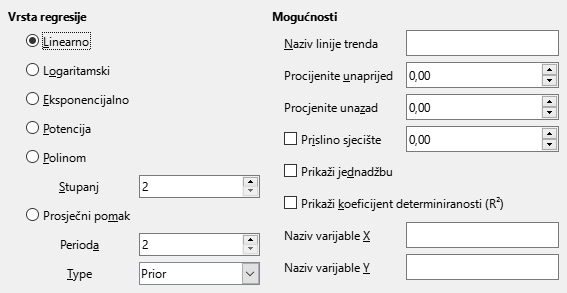 Vrsta regresije
Linearno
Logaritamski
Eksponencijalno
Potencija
Polinom
Stupanj 2
Prosječni pomak
Perioda 2
Type Prior
Mogućnosti
Naziv linije trenda
Procijenite unaprijed 0,00
Procjenite unazad 0,00
Prislino sjecište 0,00
Prikaži jednadžbu
Prikaži koeficijent determiniranosti (R²)
Naziv varijable X
Naziv varijable Y